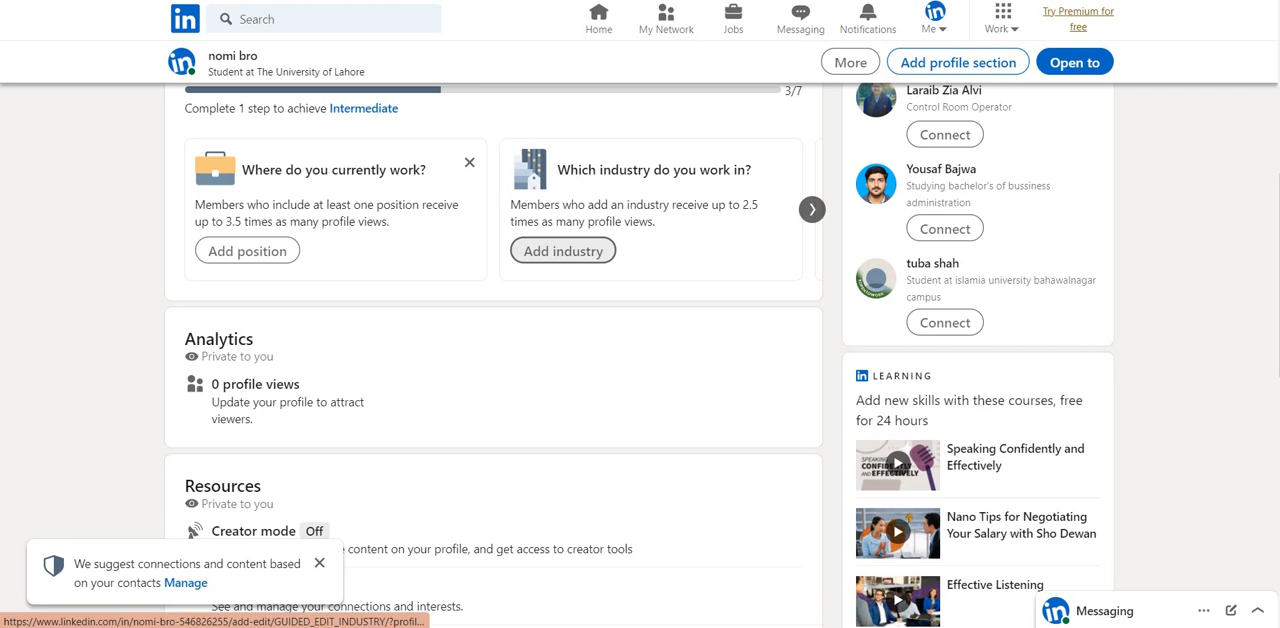 Search
Home
My Network
Jobs
Messaging
Notifications
Me
Work
Try Premium for
free
nomi bro
Student at The University of Lahore
More
Add profile section
Open to
3/7
Complete 1 step to achieve Intermediate
Where do you currently work?
Members who include at least one position receive
up to 3.5 times as many profile views.
Add position
Which industry do you work in?
Members who add an industry receive up to 2.5
times as many profile views.
Add industry
Analytics
Private to you
0 profile views
Update your profile to attract
viewers.
Resources
Private to you
Creator mode Off
content on your profile, and get access to creator tools
See and manage your connections and interests.
We suggest connections and content based
on your contacts Manage
https://www.linkedin.com/in/nomi-bro-546826255/add-edit/GUIDED_EDIT_INDUSTRY/?profil...
Laraib Zia Alvi
Control Room Operator
Connect
Yousaf Bajwa
Studying bachelor's of bussiness
administration
Connect
tuba shah
Student at islamia university bahawalnagar
campus
Connect
in LEARNING
Add new skills with these courses, free
for 24 hours
SPEAKING
CONFIDENTLY
AND EFFECTIVELY
Speaking Confidently and
Effectively
Nano Tips for Negotiating
Your Salary with Sho Dewan
Effective Listening
Messaging